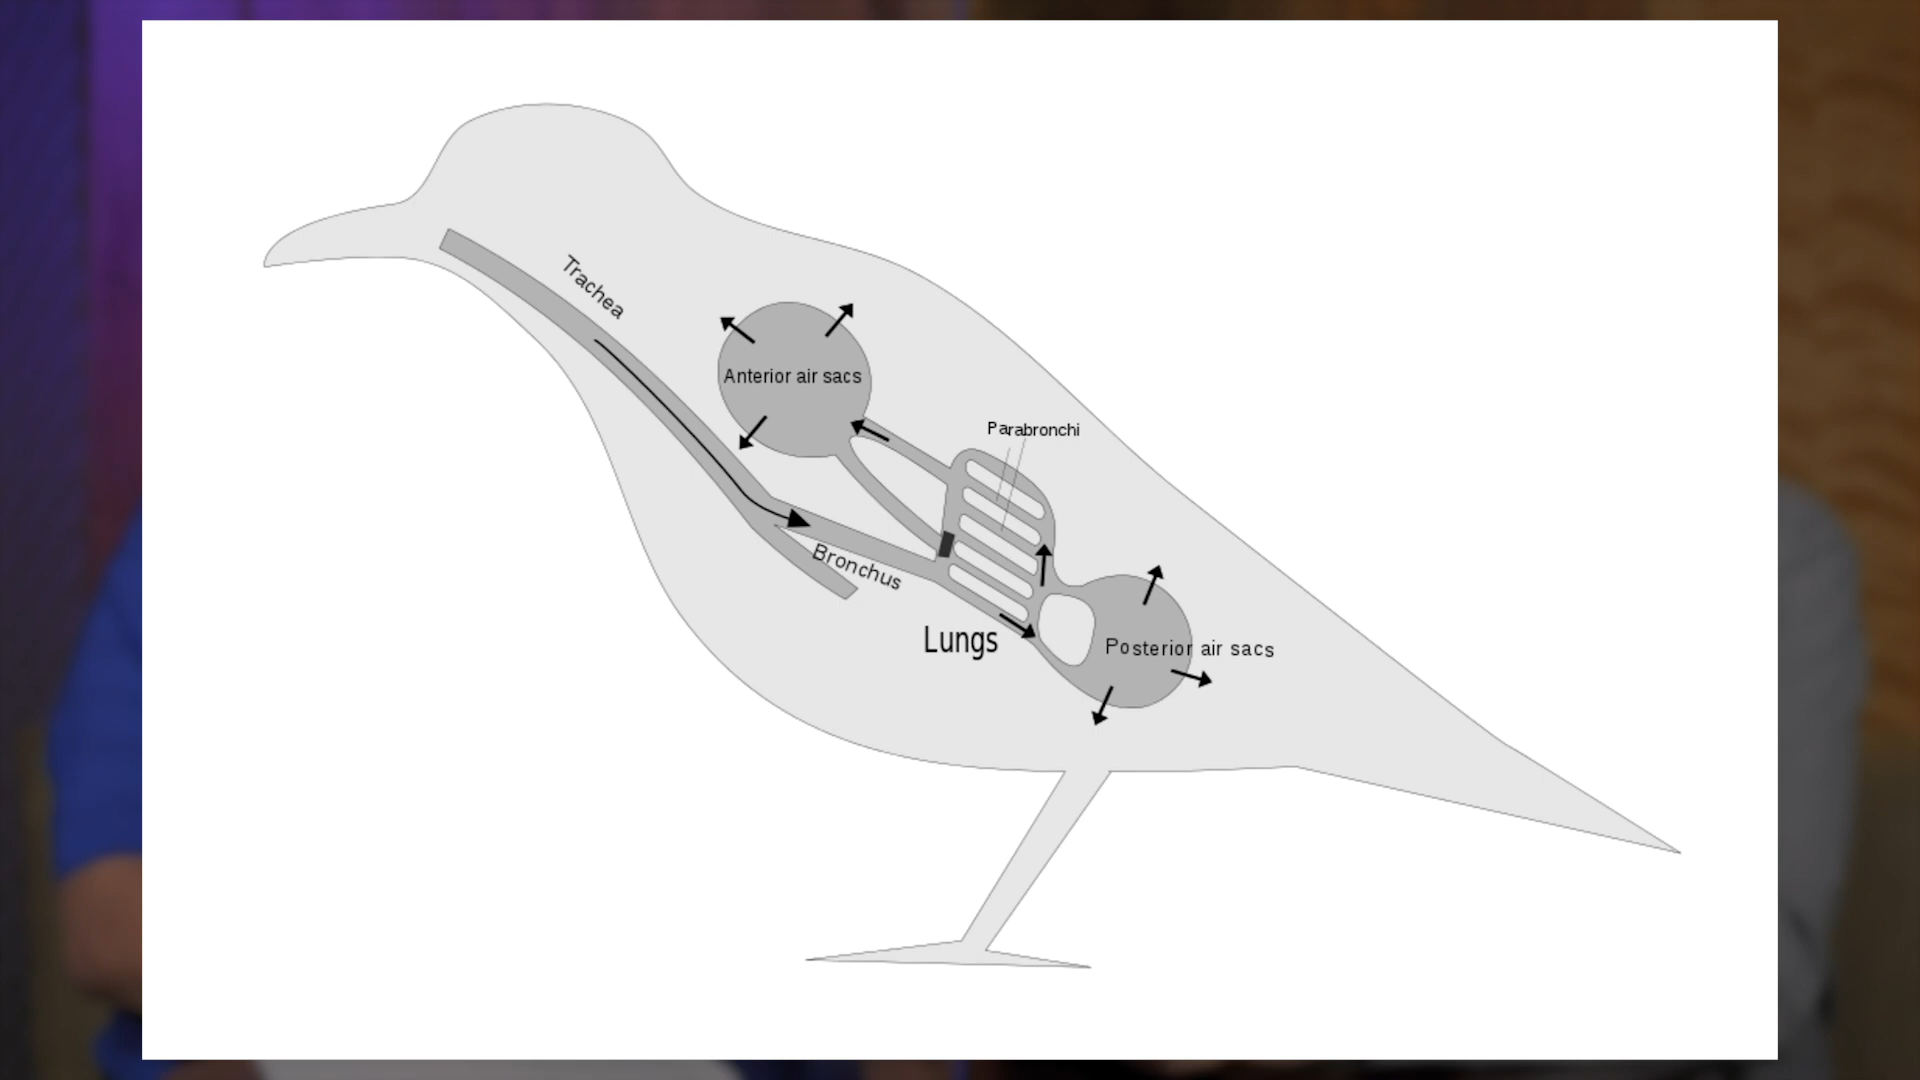 Trachea
Anterior air sacs
Parabronchi
Bronchus
Lungs
Posterior air sacs